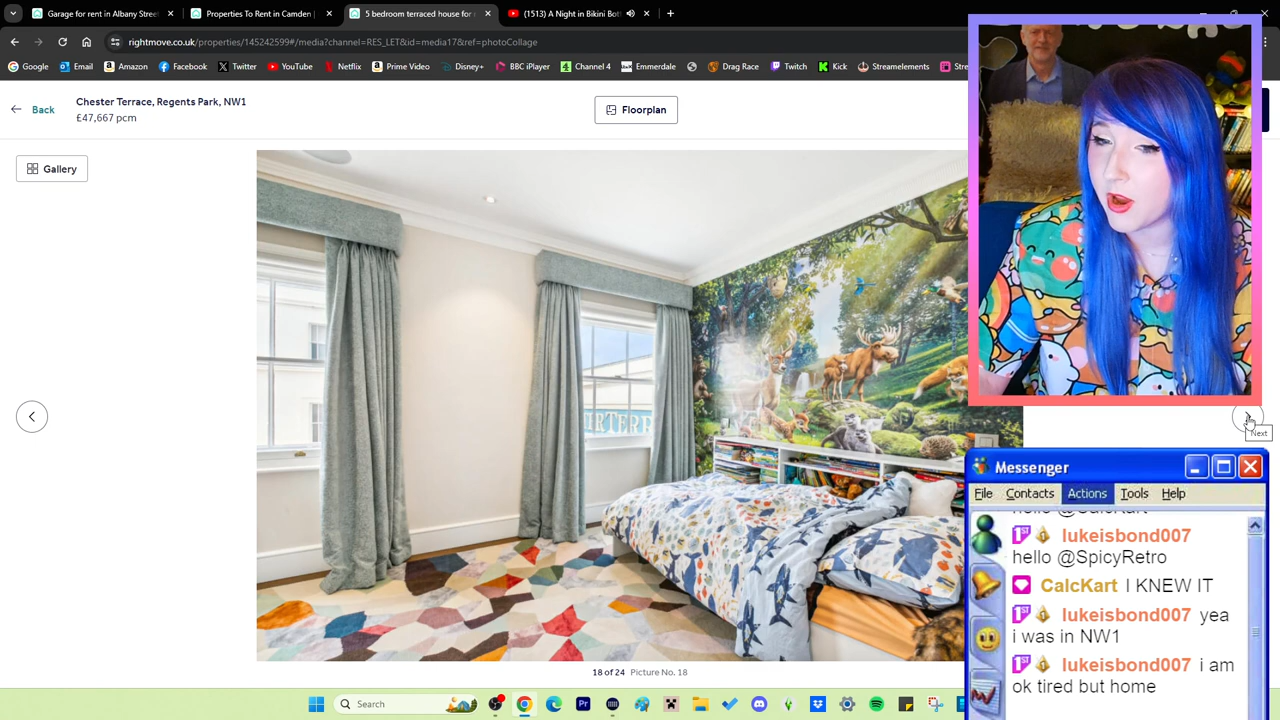 Garage for rent in Albany Street
Properties To Rent in Camden
5 bedroom terraced house for
(1513) A Night in Bikini Bot
rightmove.co.uk/properties/145242599#/media?channel=RES_LET&id=media17&ref=photoCollage
Google Email Amazon Facebook Twitter YouTube Netflix Prime Video Disney+ BBC iPlayer Channel 4 Emmerdale Drag Race Twitch Kick Streamelements
Back
Chester Terrace, Regents Park, NW1
£47,667 pcm
Floorplan
Gallery
Next
18 of 24 Picture No. 18
Messenger
File Contacts Actions Tools Help
hello @CalcKart
lukeisbond007
hello @SpicyRetro
CalcKart I KNEW IT
lukeisbond007 yea
i was in NW1
lukeisbond007 i am
ok tired but home
Search